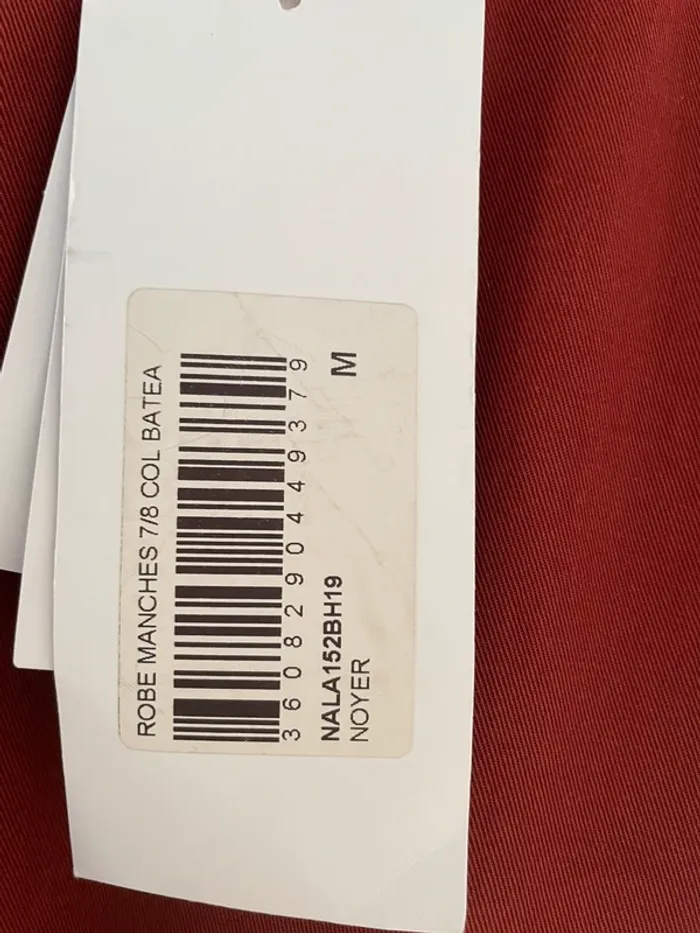 ROBE MANCHES 7/8 COL BATEA
3608290449379
NALA152BH19 M
NOYER